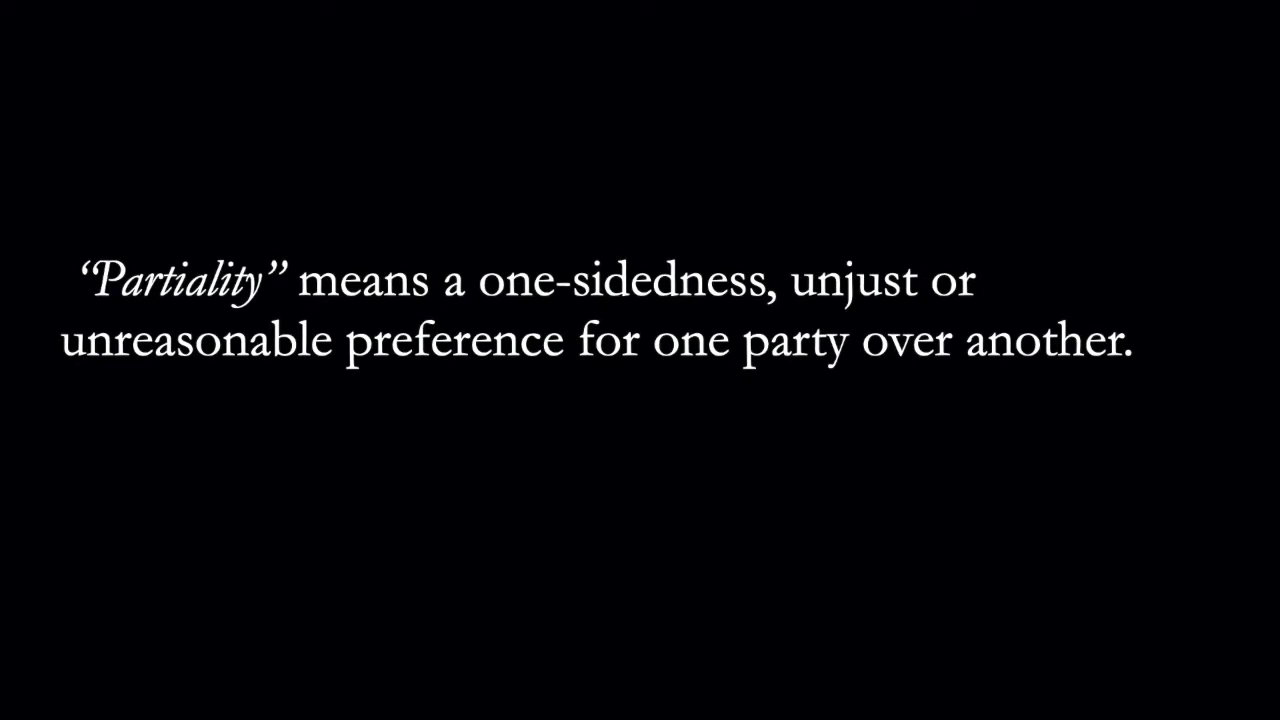 “Partiality” means a one-sidedness, unjust or
unreasonable preference for one party over another.